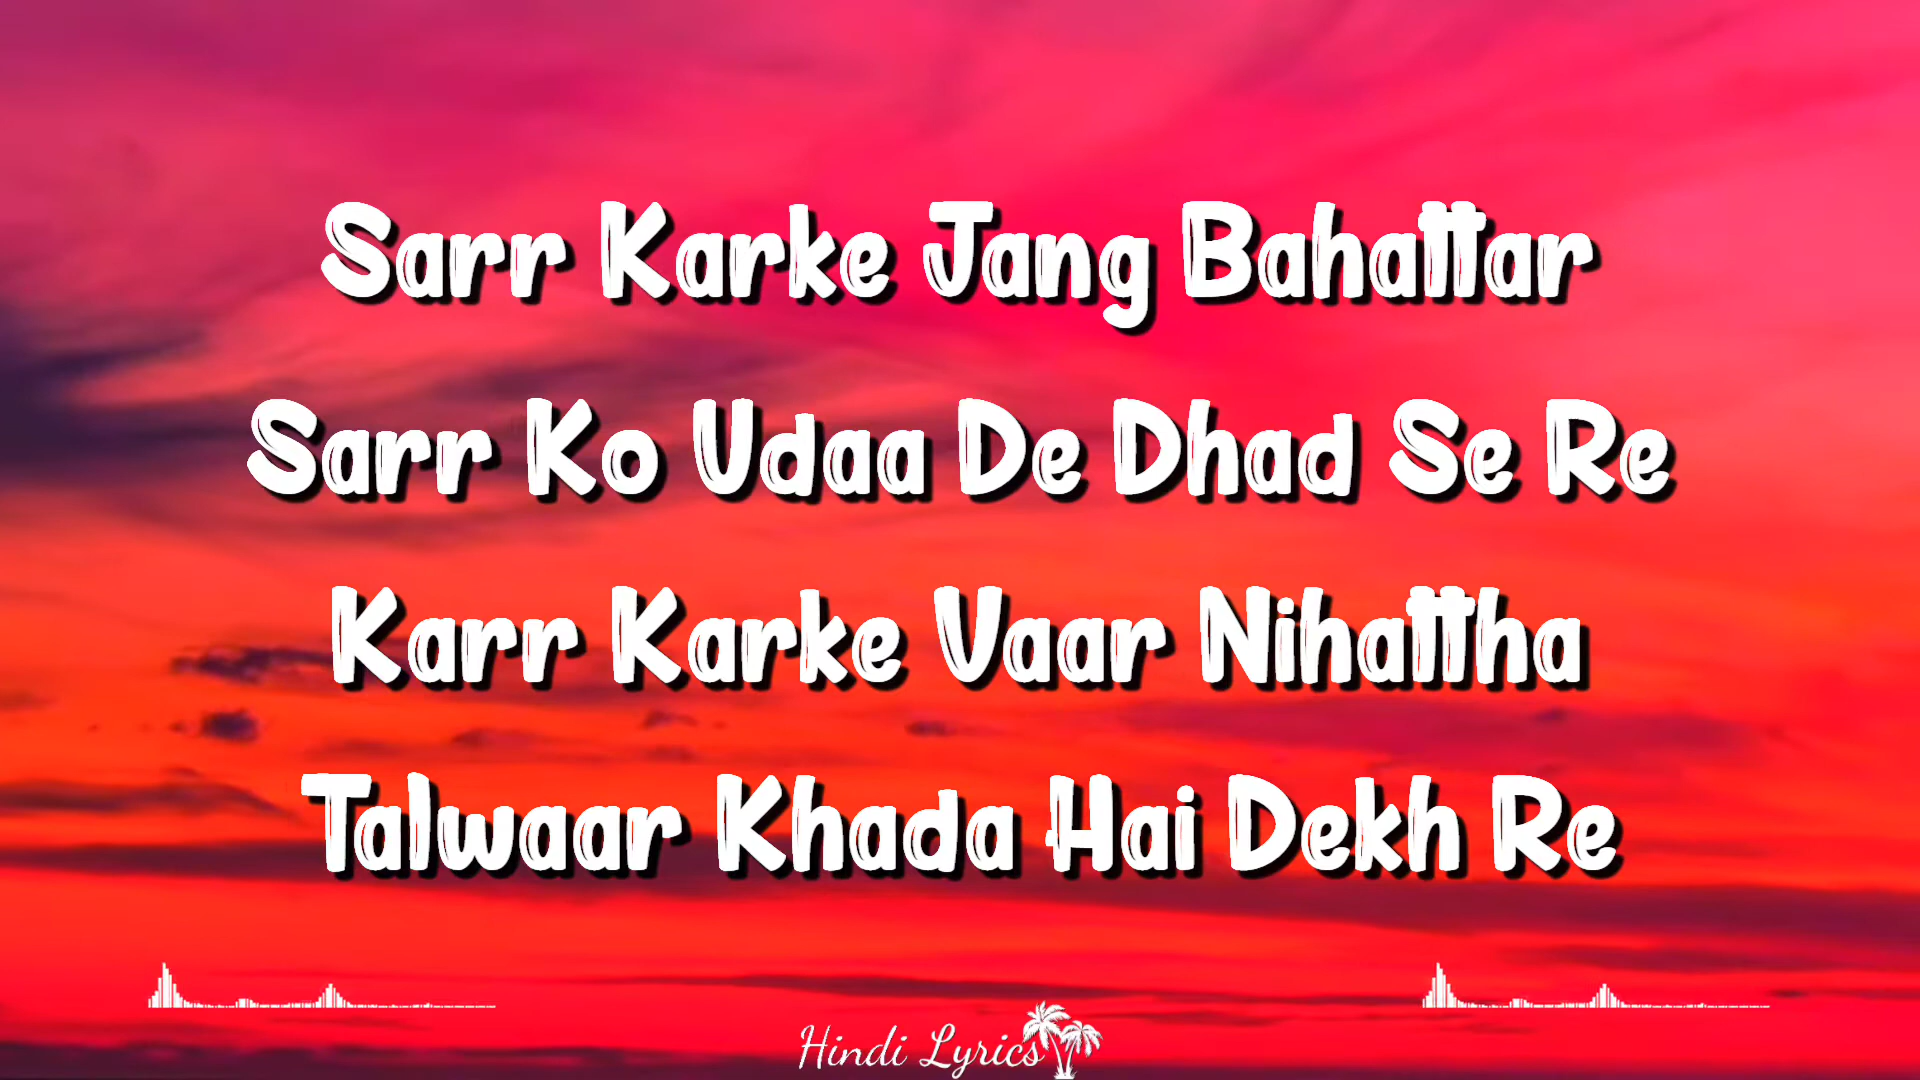 Sarr Karke Jang Bahattar
Sarr Ko Udaa De Dhad Se Re
Karr Karke Vaar Nihattha
Talwaar Khada Hai Dekh Re
Hindi Lyrics